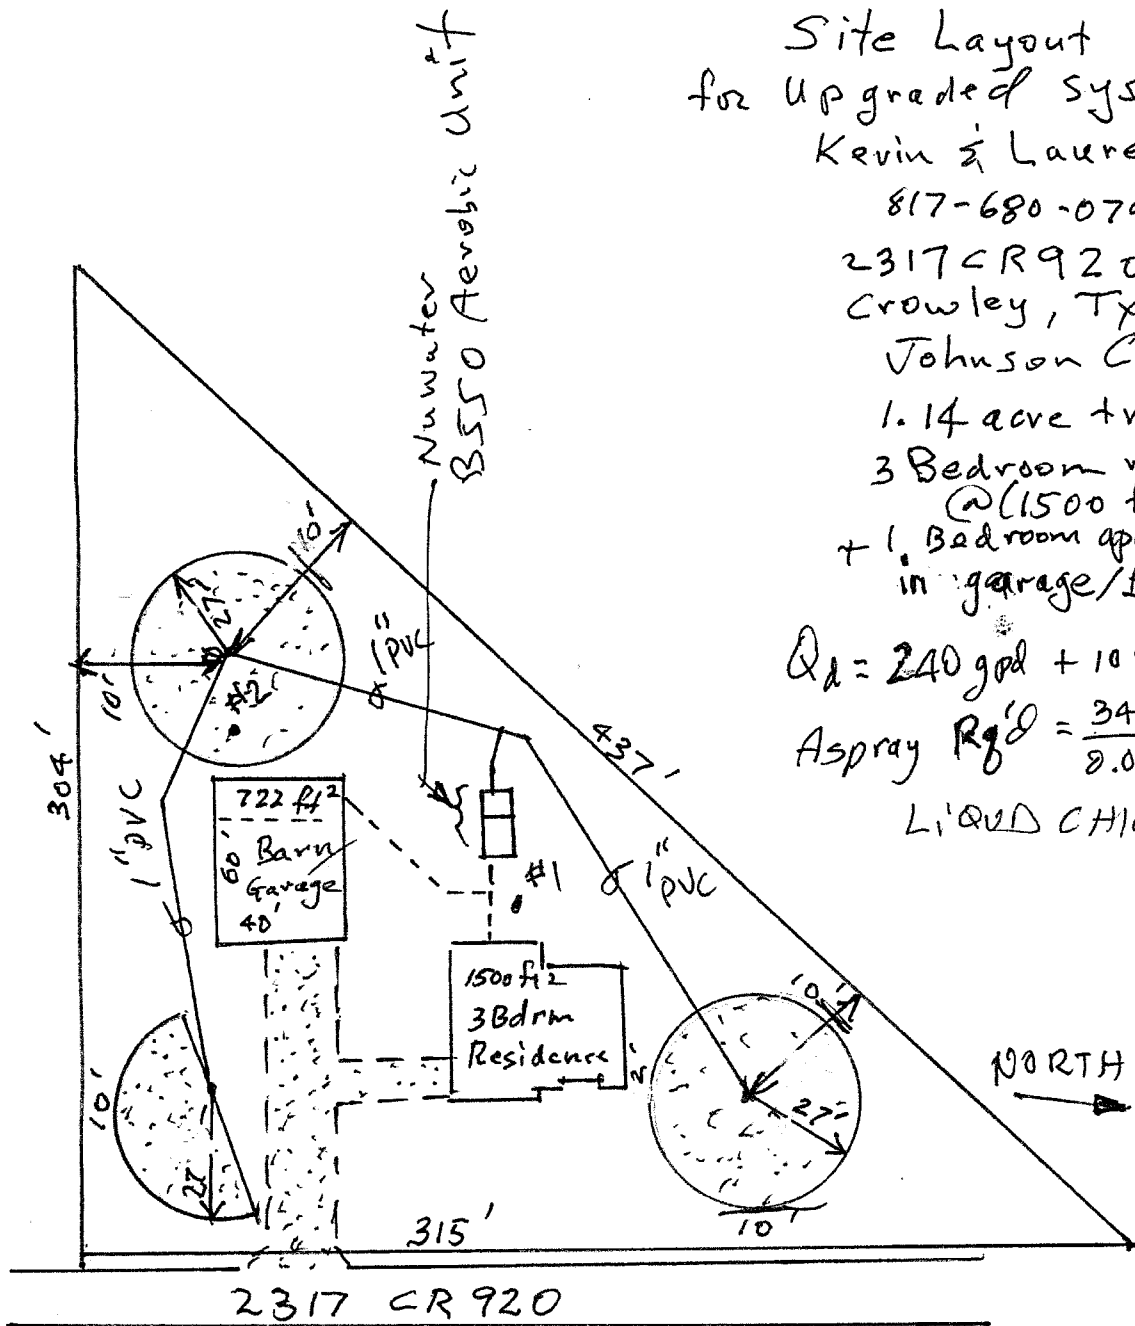 Site Layout
for Upgraded Sys
Kevin & Laure
817-680-079
2317 CR 920
Crowley, Tx
Johnson C
1.14 acre tr
3 Bedroom
@(1500 f
+ 1 Bedroom ap
in garage/
Qd = 240 gpd + 10
Aspray Rq'd = 34
8.0
LIQUD CHl
Nuwater
B550 Aerobic Unit
10'
27'
10'
#2
1" PVC
437'
304'
1" PVC
722 ft2
60' Barn
Garage
40'
#1
1" PVC
1500 ft2
3 Bdrm
Residence
10'
27'
10'
10'
27
NORTH
315'
2317 CR 920